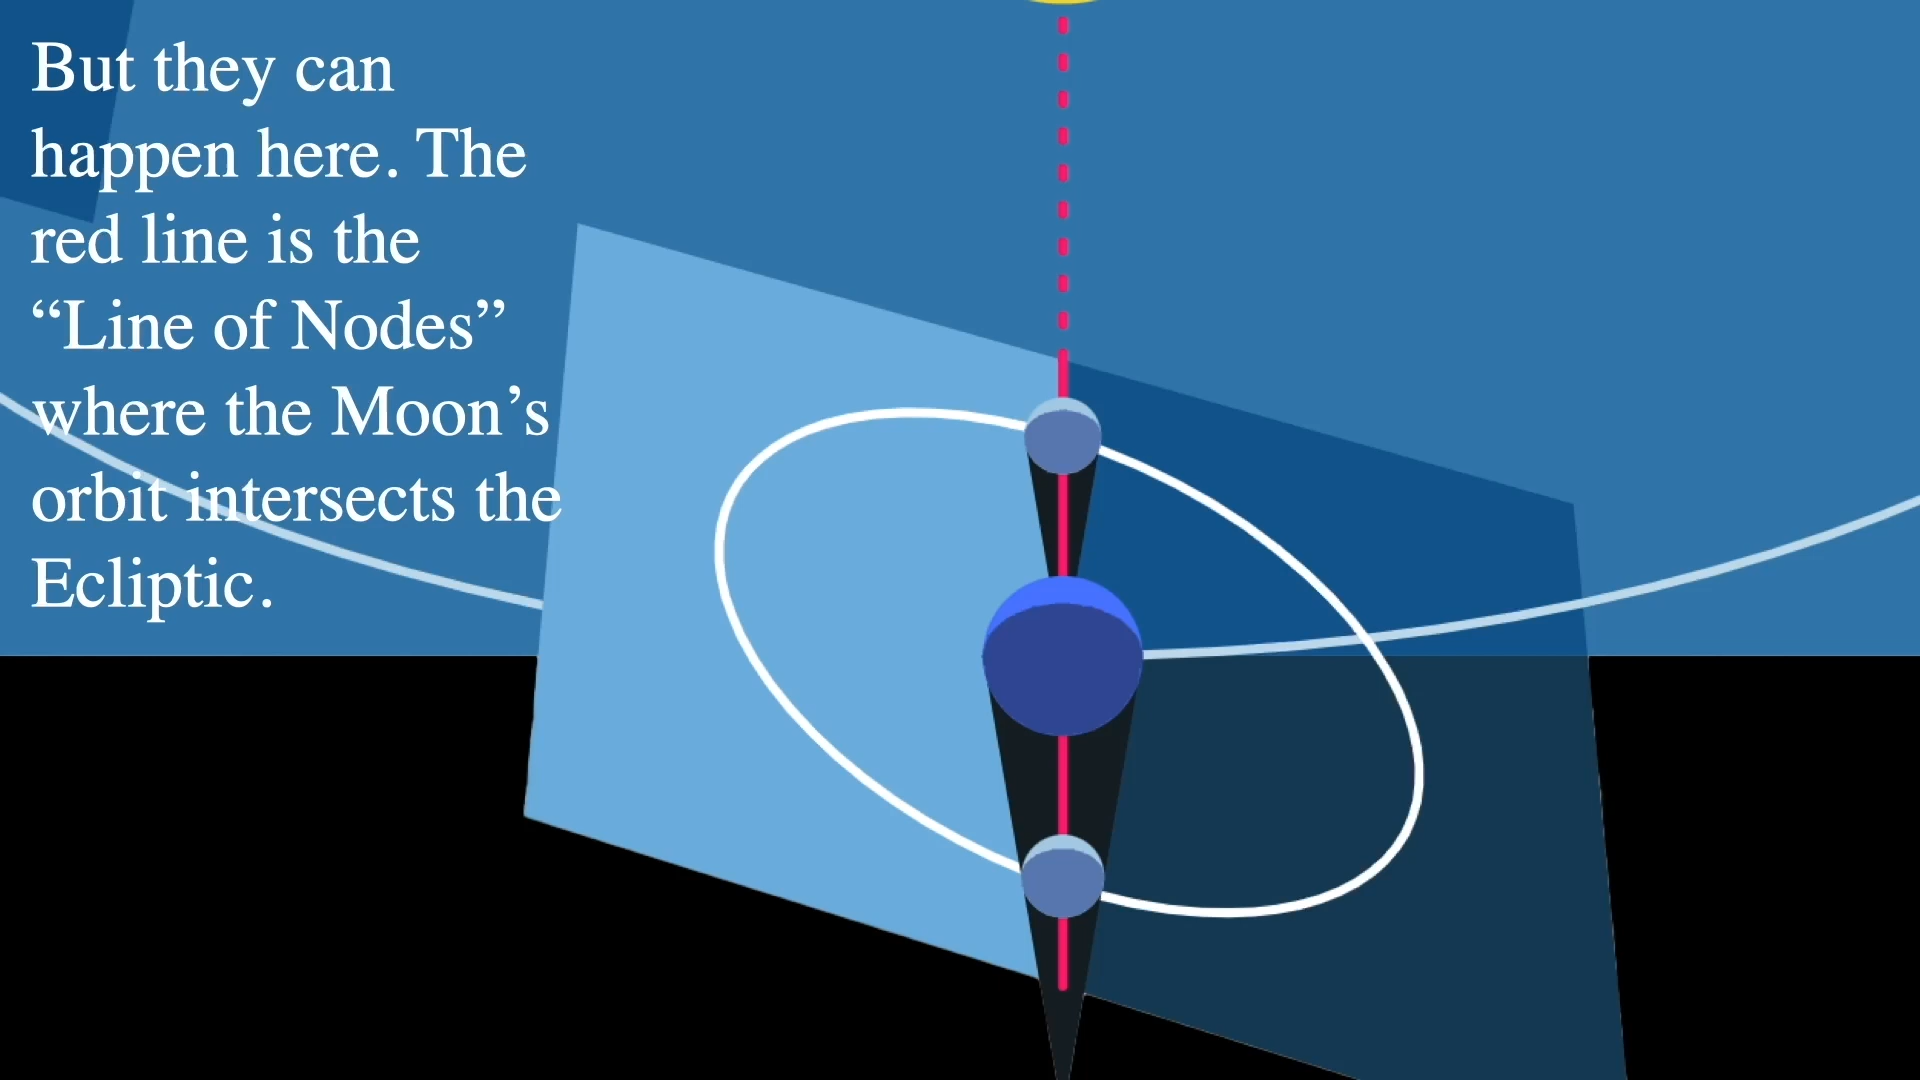 But they can
happen here. The
red line is the
“Line of Nodes”
where the Moon’s
orbit intersects the
Ecliptic.